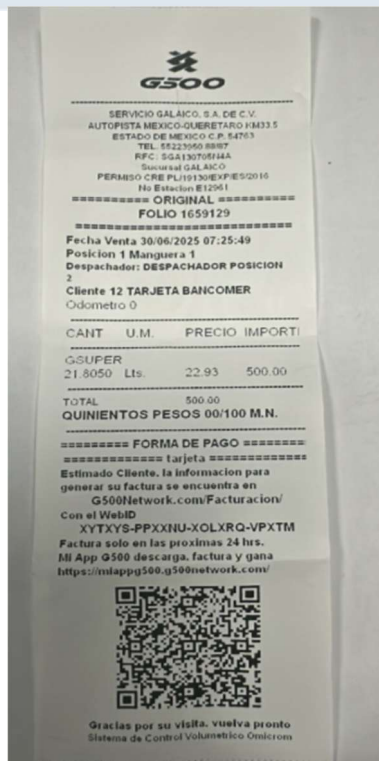 G500
SERVICIO GALAICO, S.A. DE C.V.
AUTOPISTA MEXICO-QUERETARO KM33.5
ESTADO DE MEXICO C.P. 54763
TEL.
RFC: SGA130705N4A
Sucursal GALAICO
PERMISO CRE PL/19130/EXP/ES/2016
No Estacion E12961
========== ORIGINAL ==========
FOLIO 1659129
Fecha Venta 30/06/2025 07:25:49
Posicion 1 Manguera 1
Despachador: DESPACHADOR POSICION
2
Cliente 12 TARJETA BANCOMER
Odometro 0
CANT U.M. PRECIO IMPORT
GSUPER
21.8050 Lts. 22.93 500.00
TOTAL 500.00
QUINIENTOS PESOS 00/100 M.N.
========= FORMA DE PAGO ========
============= tarjeta =============
Estimado Cliente, la informacion para
generar su factura se encuentra en
G500Network.com/Facturacion/
Con el WebID
XYTXYS-PPXXNU-XOLXRQ-VPXTM
Factura solo en las proximas 24 hrs.
Mi App G500 descarga, factura y gana
https://miappg500.g500network.com/
Gracias por su visita, vuelva pronto
Sistema de Control Volumetrico Omicrom